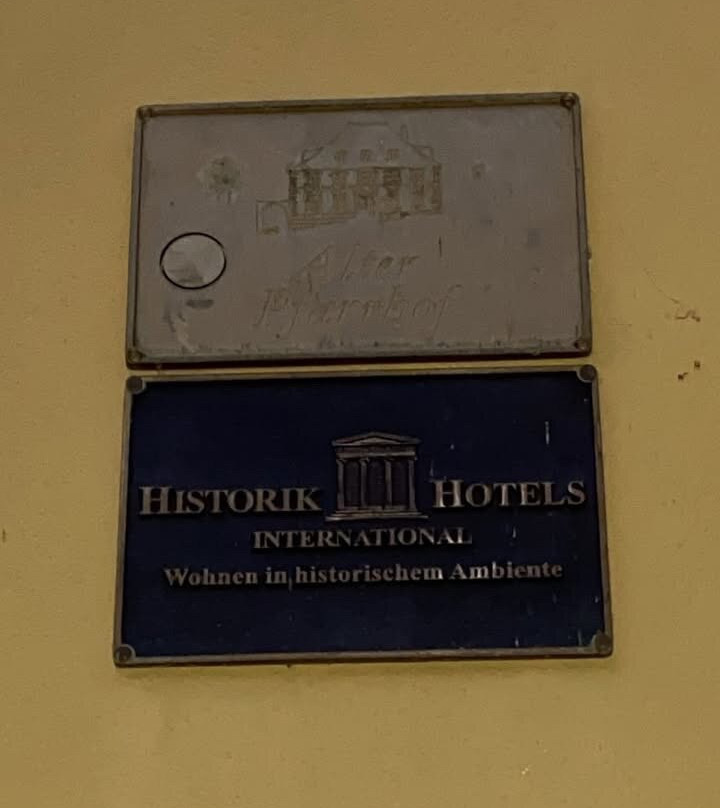 Alter
Pfarrhof
HISTORIK HOTELS
INTERNATIONAL
Wohnen in historischem Ambiente